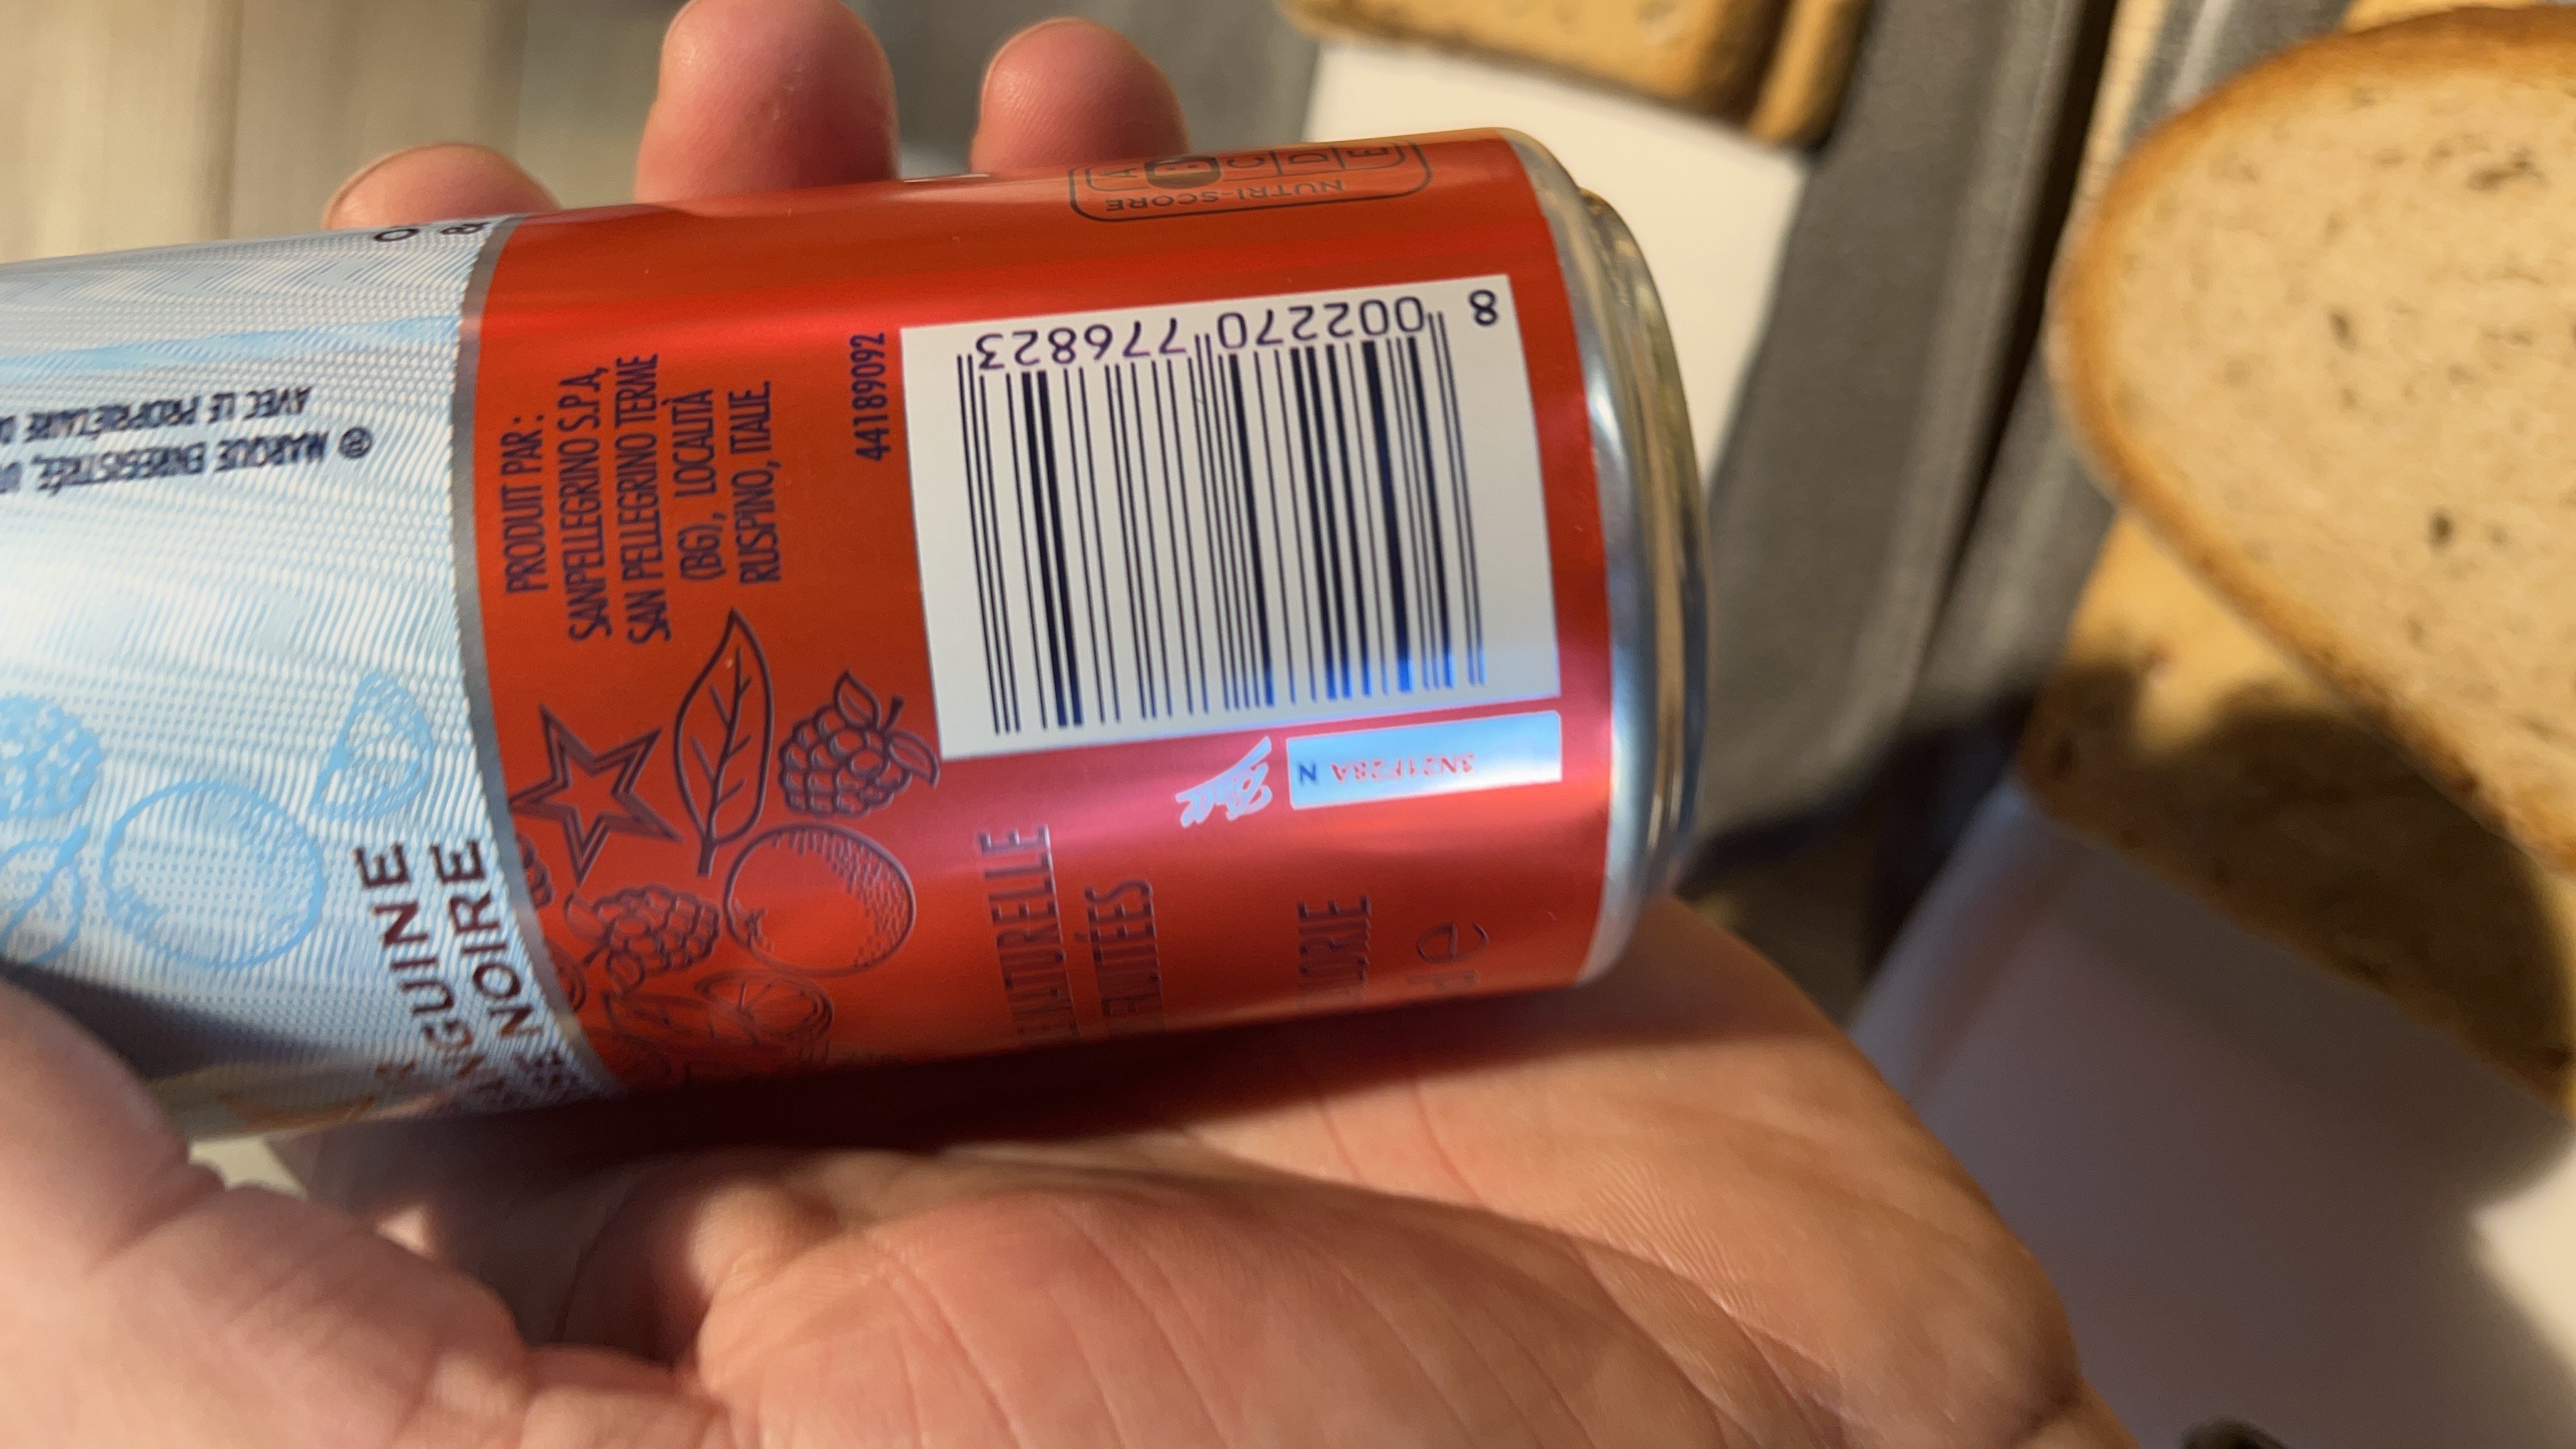 ® MARQUE ENREGISTRÉE,
AVEC LE PROPRIÉTAIRE
PRODUIT PAR :
SANPELLEGRINO S.P.A,
SAN PELLEGRINO TERME
(BG), LOCALITÀ
RUSPINO, ITALIE.
44189092
8 002270 776823
NUTRI-SCORE
A B C D E
3N21F28A N
NOIRE
NATURELLE